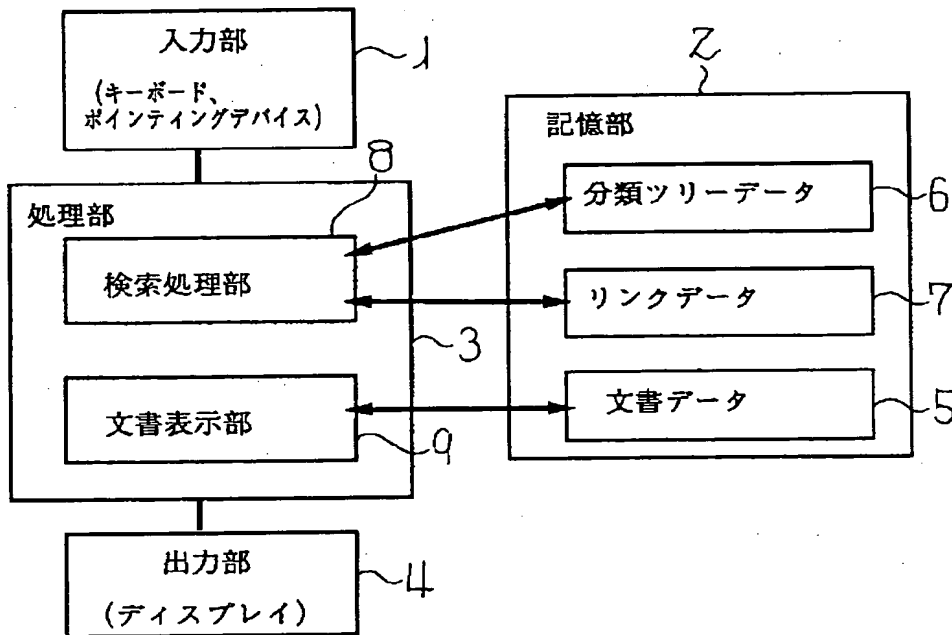 入力部
(キーボード、
ポインティングデバイス)
1
処理部
8
検索処理部
3
文書表示部
9
出力部
(ディスプレイ)
4
2
記憶部
分類ツリーデータ
6
リンクデータ
7
文書データ
5